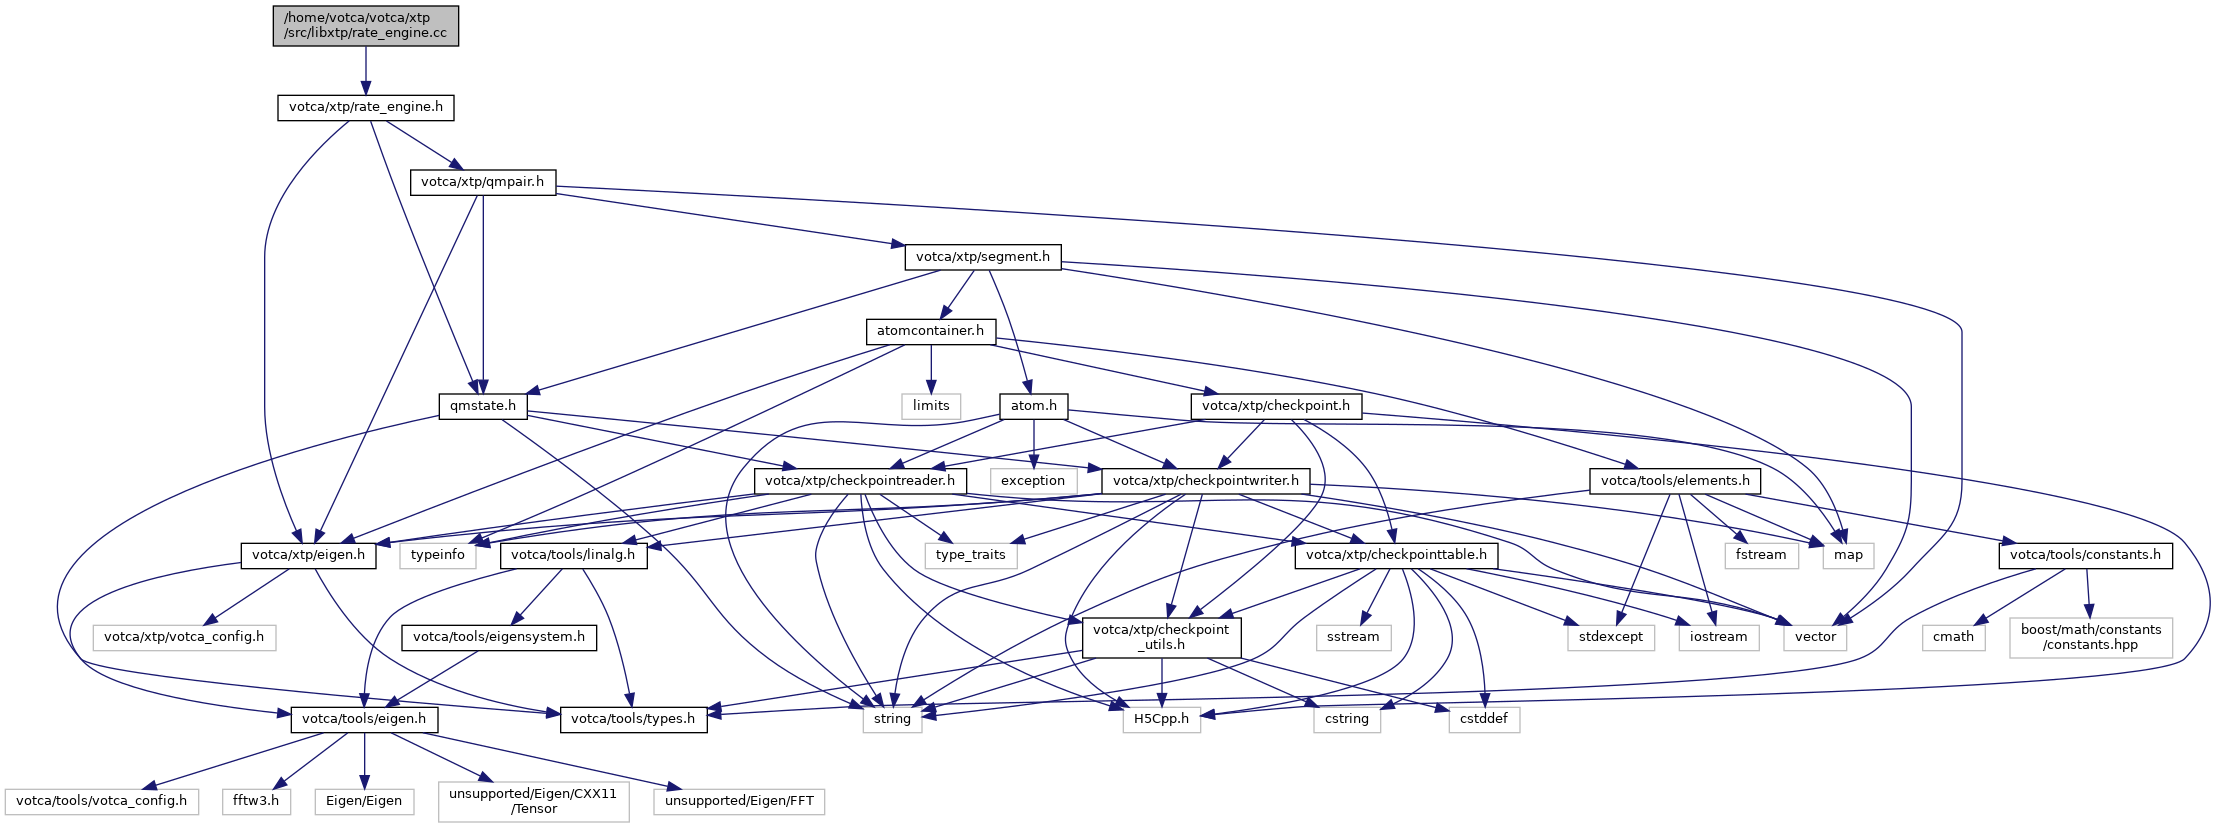 /home/votca/votca/xtp
/src/libxtp/rate_engine.cc
votca/xtp/rate_engine.h
votca/xtp/qmpair.h
votca/xtp/segment.h
atomcontainer.h
qmstate.h
limits
atom.h
votca/xtp/checkpoint.h
votca/xtp/checkpointreader.h
exception
votca/xtp/checkpointwriter.h
votca/tools/elements.h
votca/xtp/eigen.h
typeinfo
votca/tools/linalg.h
type_traits
votca/xtp/checkpointtable.h
fstream
map
votca/tools/constants.h
votca/xtp/votca_config.h
votca/tools/eigensystem.h
votca/xtp/checkpoint
_utils.h
sstream
stdexcept
iostream
vector
cmath
boost/math/constants
/constants.hpp
votca/tools/eigen.h
votca/tools/types.h
string
H5Cpp.h
cstring
cstddef
votca/tools/votca_config.h
fftw3.h
Eigen/Eigen
unsupported/Eigen/CXX11
/Tensor
unsupported/Eigen/FFT